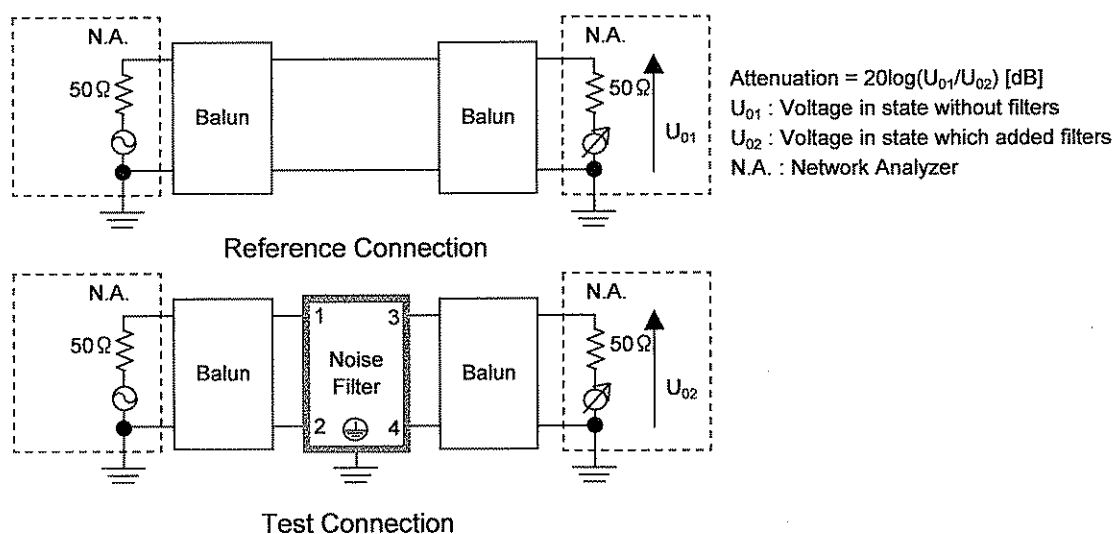 N.A.
50Ω
Balun
Balun
N.A.
50Ω
U₀₁
Attenuation = 20log(U₀₁/U₀₂) [dB]
U₀₁ : Voltage in state without filters
U₀₂ : Voltage in state which added filters
N.A. : Network Analyzer
Reference Connection
N.A.
50Ω
Balun
1 3
Noise
Filter
2 4
Balun
N.A.
50Ω
U₀₂
Test Connection